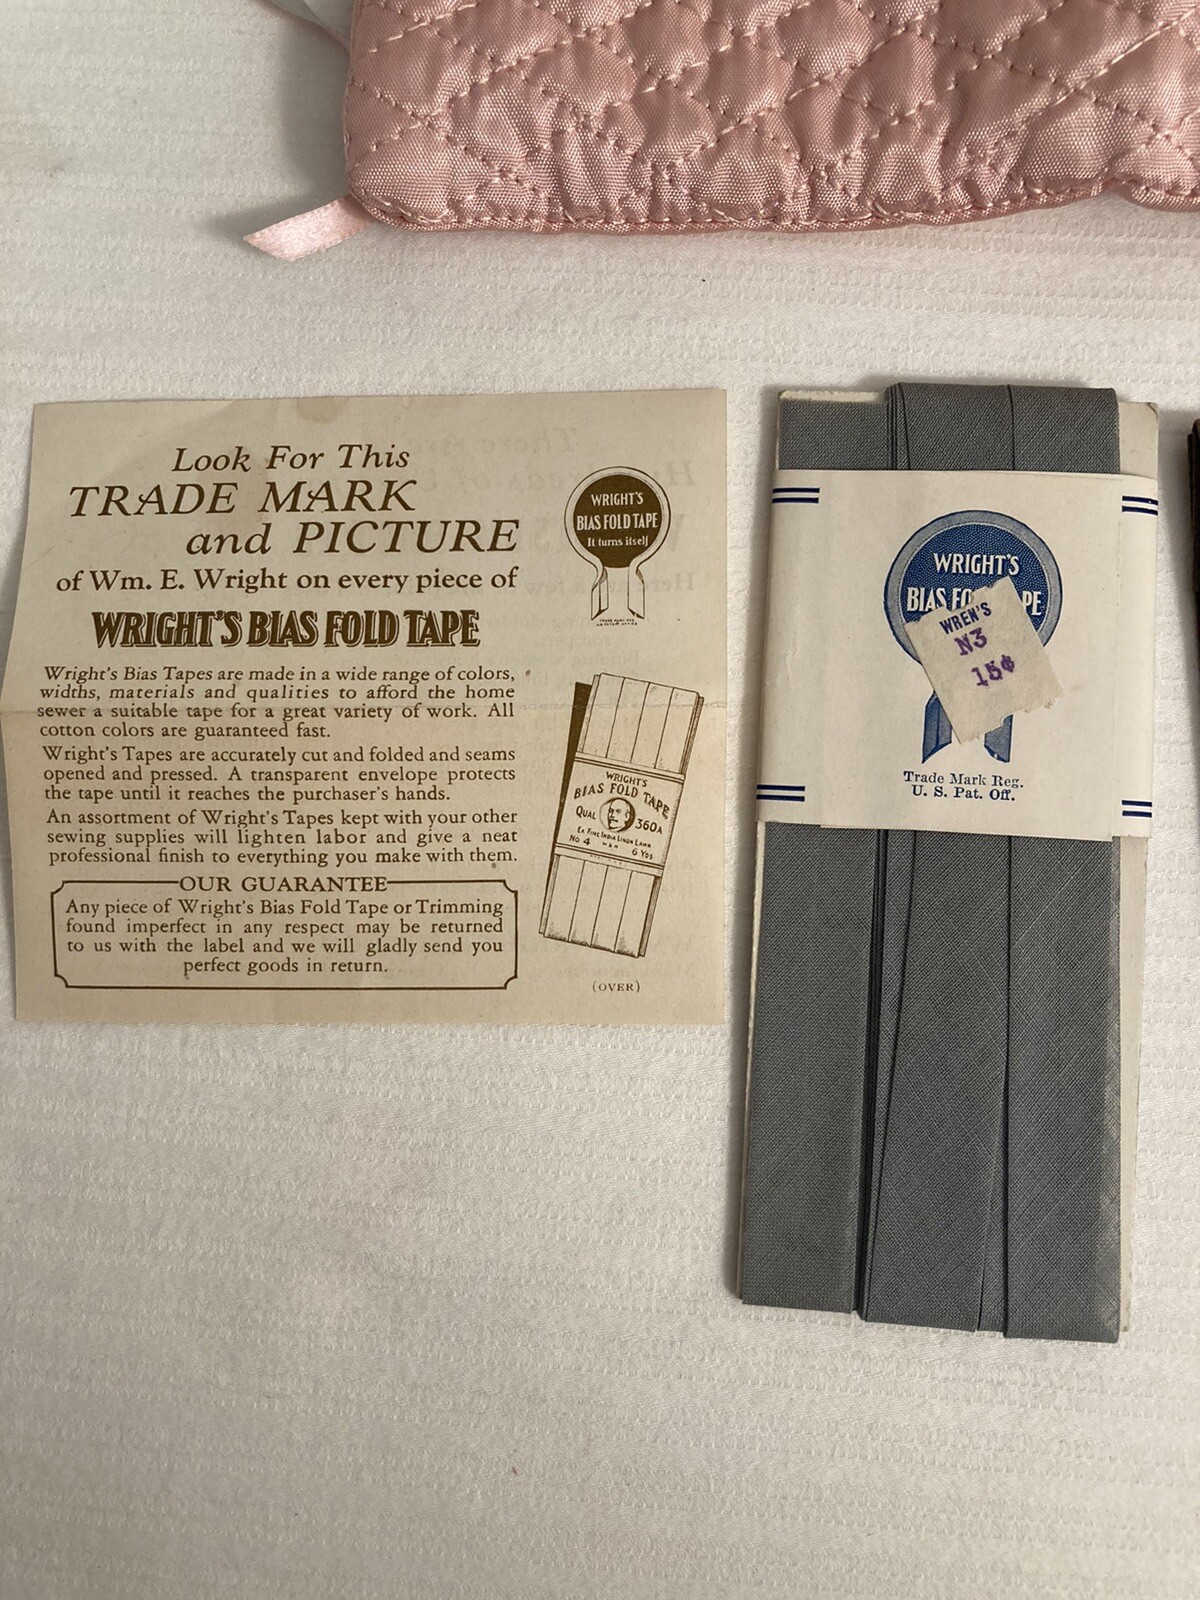 Look For This
TRADE MARK
and PICTURE
of Wm. E. Wright on every piece of
WRIGHT'S BIAS FOLD TAPE
Wright's Bias Tapes are made in a wide range of colors,
widths, materials and qualities to afford the home
sewer a suitable tape for a great variety of work. All
cotton colors are guaranteed fast.
Wright's Tapes are accurately cut and folded and seams
opened and pressed. A transparent envelope protects
the tape until it reaches the purchaser's hands.
An assortment of Wright's Tapes kept with your other
sewing supplies will lighten labor and give a neat
professional finish to everything you make with them.
OUR GUARANTEE
Any piece of Wright's Bias Fold Tape or Trimming
found imperfect in any respect may be returned
to us with the label and we will gladly send you
perfect goods in return.
WRIGHT'S
BIAS FOLD TAPE
It turns itself
WRIGHT'S
BIAS FOLD TAPE
QUAL 360A
Ex Fine India Linon Lawn
No 4 6 Yds
(OVER)
WRIGHT'S
BIAS FO PE
WREN'S
N3
15¢
Trade Mark Reg.
U. S. Pat. Off.